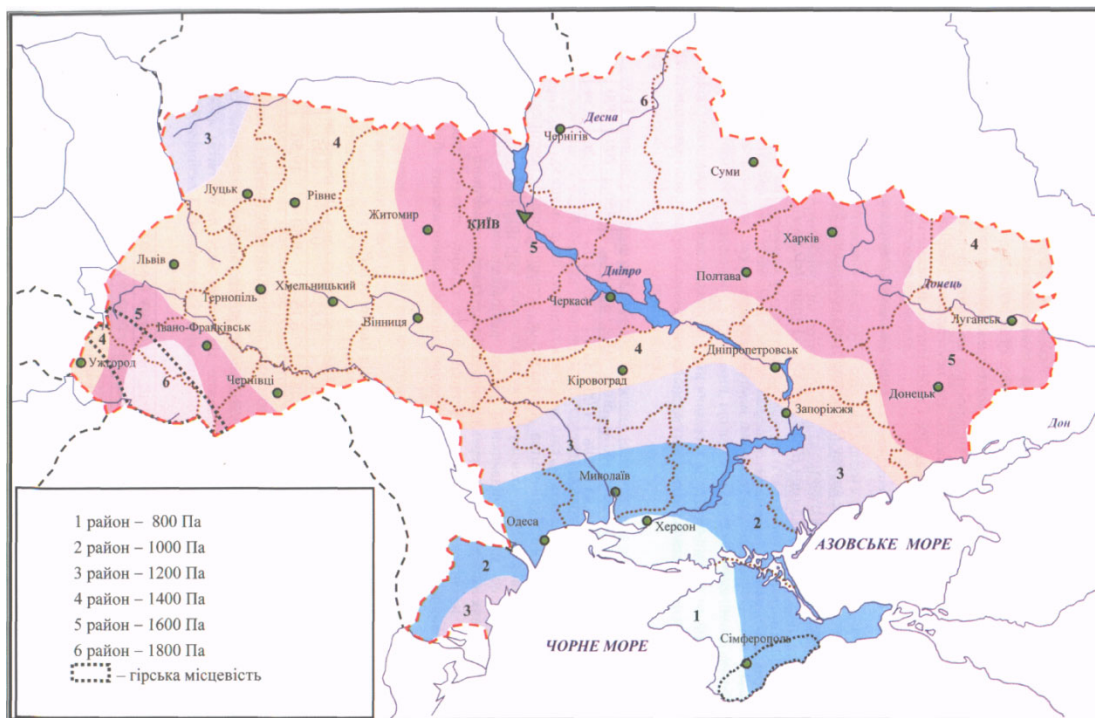 6
Десна
Чернігів
3
4
Суми
Луцьк
Рівне
Житомир
КИЇВ
Харків
5
4
Львів
Дніпро
Полтава
Донець
Тернопіль
Хмельницький
Черкаси
Вінниця
Луганськ
5
Івано-Франківськ
4
Ужгород
4
Дніпропетровськ
5
6
Чернівці
Кіровоград
Донецьк
Запоріжжя
Дон
3
3
Миколаїв
Одеса
Херсон
2
АЗОВСЬКЕ МОРЕ
2
3
1
ЧОРНЕ МОРЕ
Сімферополь
1 район – 800 Па
2 район – 1000 Па
3 район – 1200 Па
4 район – 1400 Па
5 район – 1600 Па
6 район – 1800 Па
– гірська місцевість